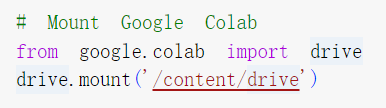 # Mount Google Colab
from google.colab import drive
drive.mount('/content/drive')